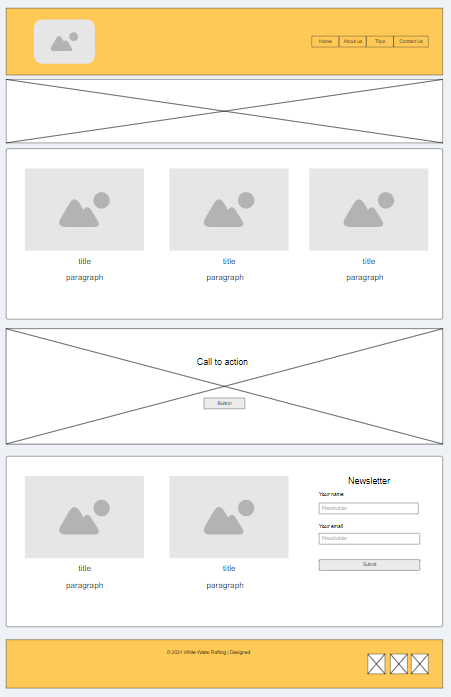 Home About us Trips Contact Us
title title title
paragraph paragraph paragraph
Call to action
Button
Newsletter
Your name
Placeholder
Your email
Placeholder
Submit
title title
paragraph paragraph
© 2024 White Water Rafting | Designed